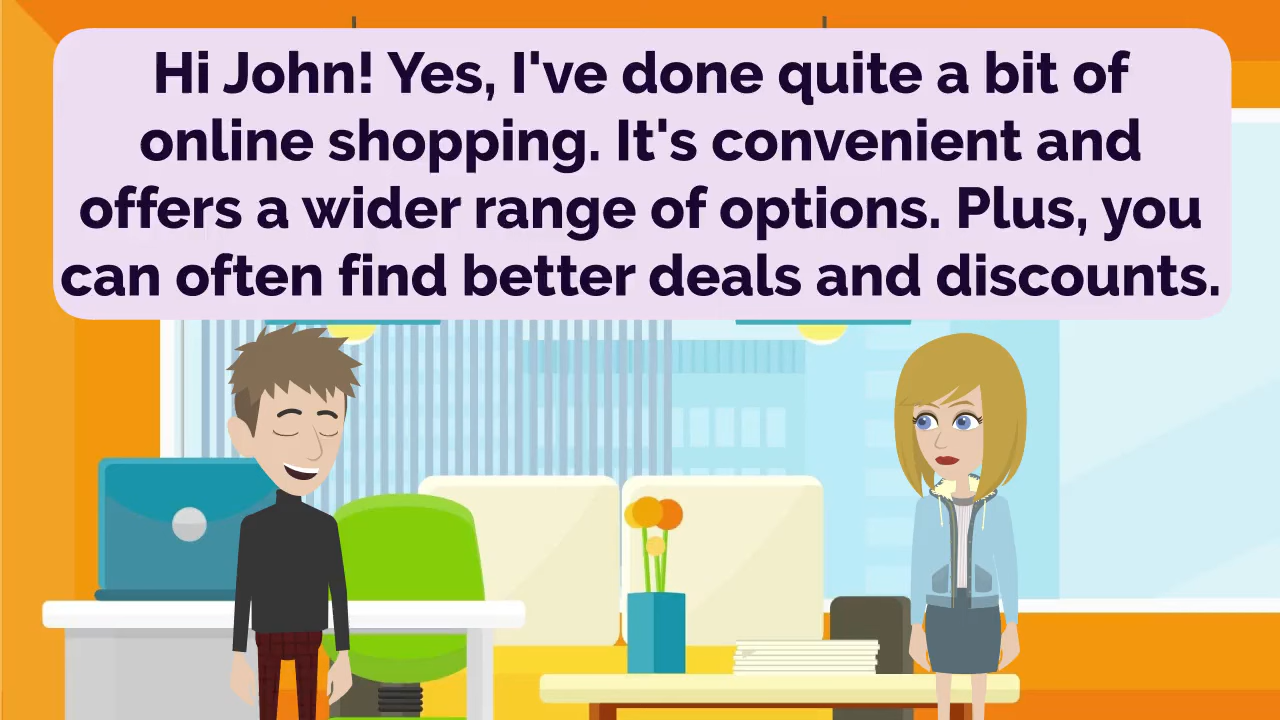 Hi John! Yes, I've done quite a bit of
online shopping. It's convenient and
offers a wider range of options. Plus, you
can often find better deals and discounts.